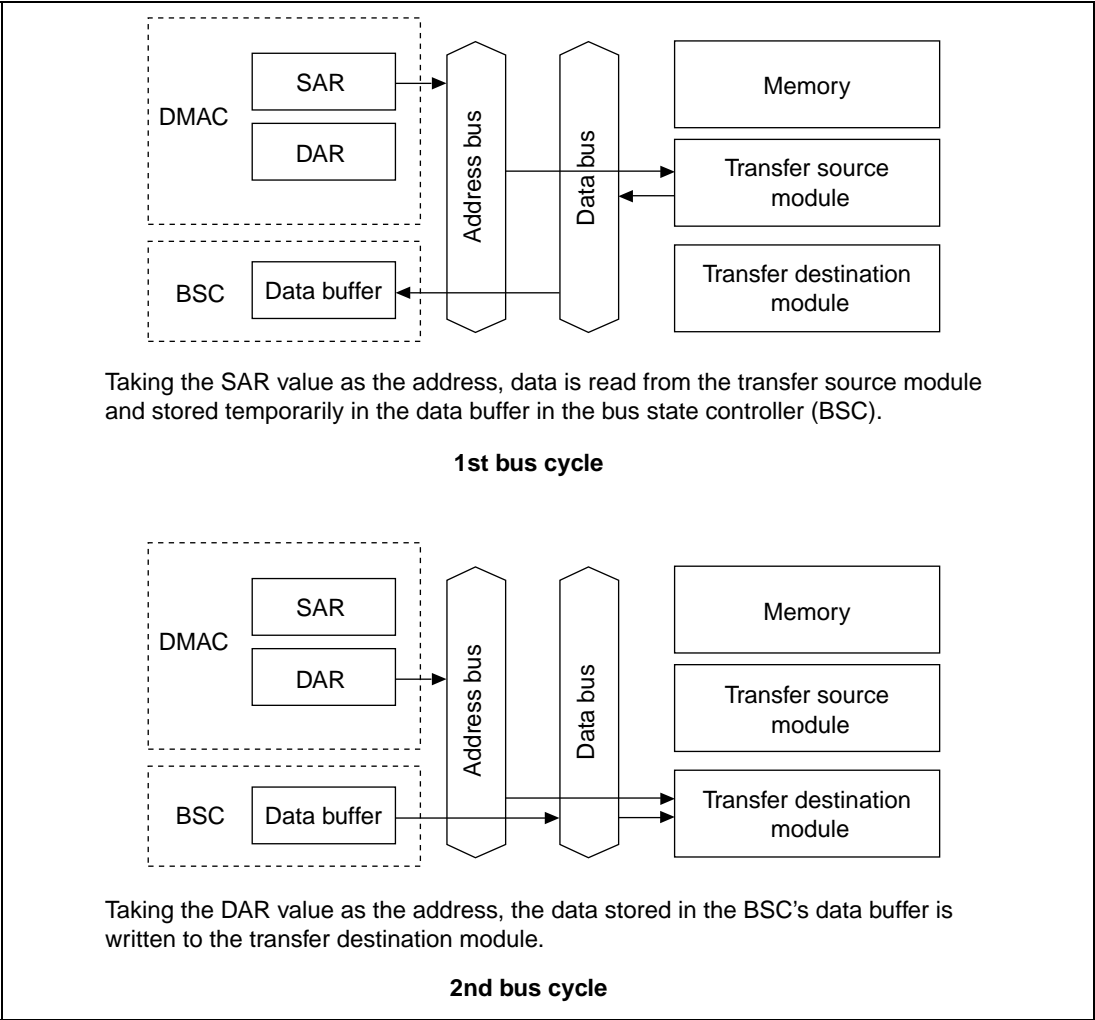 SAR
DMAC
DAR
Address bus
Data bus
Memory
Transfer source
module
BSC
Data buffer
Transfer destination
module
Taking the SAR value as the address, data is read from the transfer source module
and stored temporarily in the data buffer in the bus state controller (BSC).
1st bus cycle
SAR
DMAC
DAR
Address bus
Data bus
Memory
Transfer source
module
BSC
Data buffer
Transfer destination
module
Taking the DAR value as the address, the data stored in the BSC's data buffer is
written to the transfer destination module.
2nd bus cycle